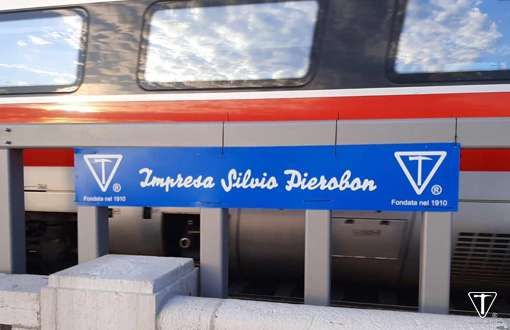 Impresa Silvio Pierobon
®
Fondata nel 1910
®
Fondata nel 1910